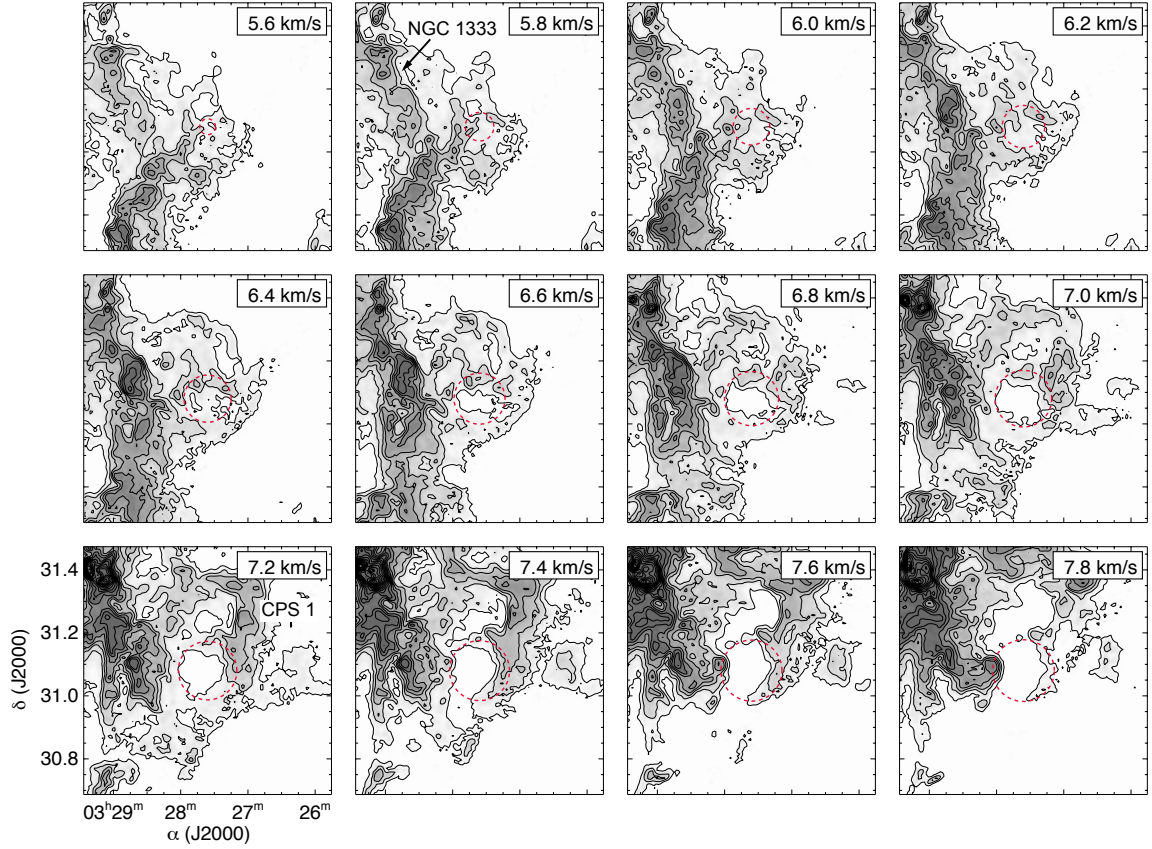 5.6 km/s
5.8 km/s
6.0 km/s
6.2 km/s
NGC 1333
6.4 km/s
6.6 km/s
6.8 km/s
7.0 km/s
7.2 km/s
7.4 km/s
7.6 km/s
7.8 km/s
CPS 1
31.4
31.2
31.0
30.8
δ (J2000)
03ʰ29ᵐ 28ᵐ 27ᵐ 26ᵐ
α (J2000)